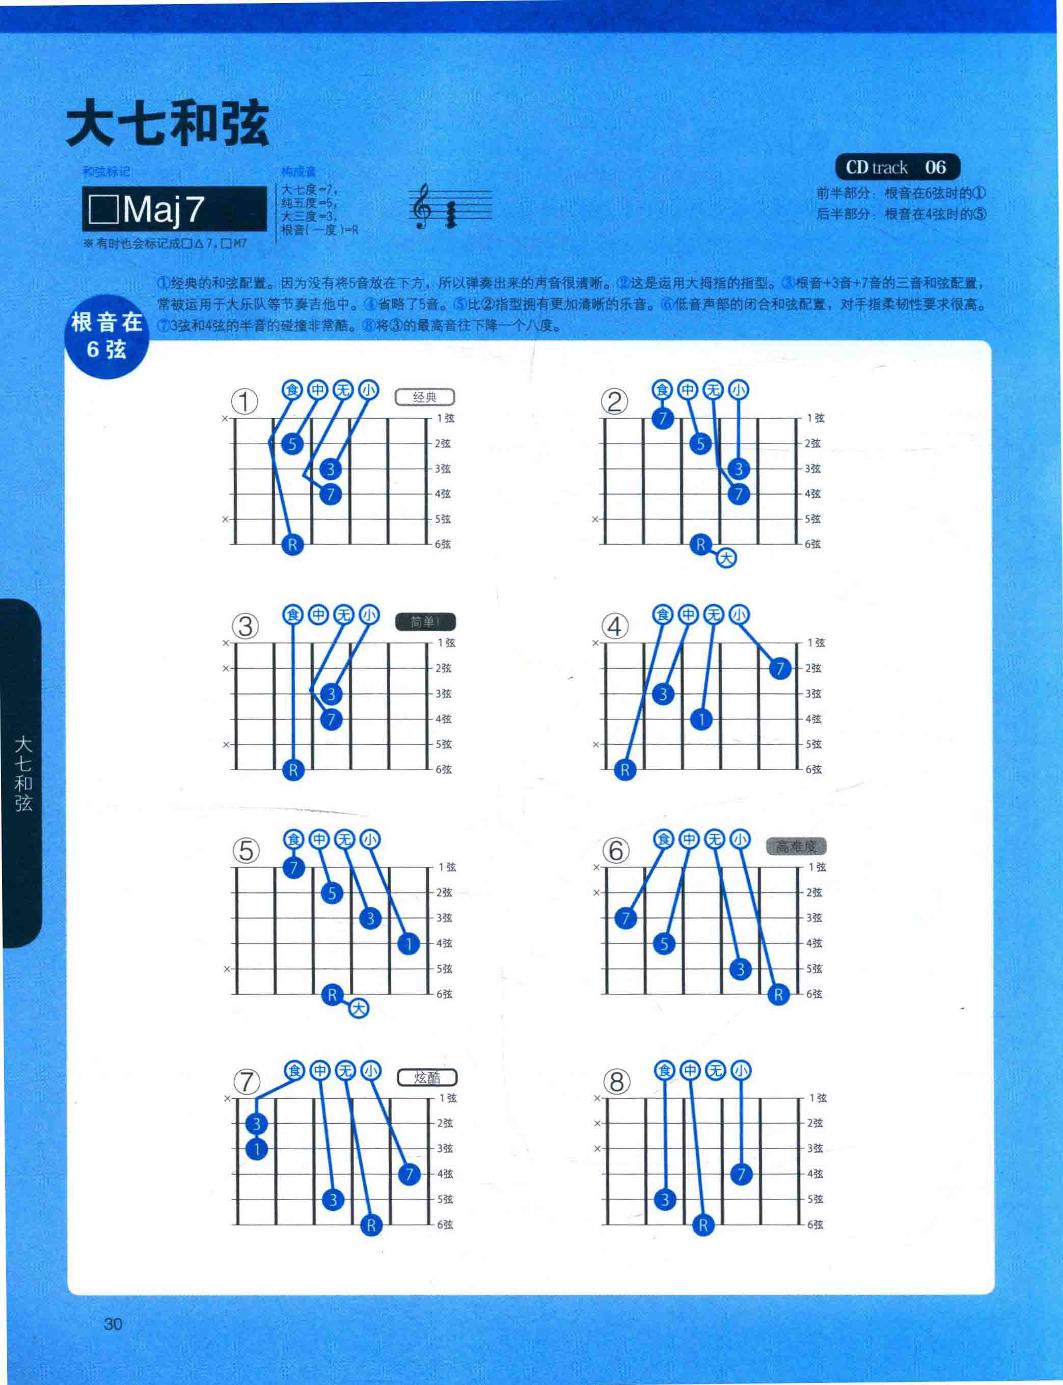 大七和弦
和弦标记
□Maj7
※有时也会标记成□△7,□M7
构成音
大七度=7,
纯五度=5,
大三度=3,
根音(一度)=R
CD track 06
前半部分：根音在6弦时的①
后半部分：根音在4弦时的⑤
根音在
6弦
①经典的和弦配置。因为没有将5音放在下方，所以弹奏出来的声音很清晰。②这是运用大拇指的指型。③根音+3音+7音的三音和弦配置，
常被运用于大乐队等节奏吉他中。④省略了5音。⑤比②指型拥有更加清晰的乐音。⑥低音声部的闭合和弦配置，对手指柔韧性要求很高。
⑦3弦和4弦的半音的碰撞非常酷。⑧将③的最高音往下降一个八度。
① 食 中 无 小 经典
× 1弦
5 2弦
3 3弦
7 4弦
× 5弦
R 6弦
② 食 中 无 小
7 1弦
5 2弦
3 3弦
7 4弦
× 5弦
R 6弦
大
③ 食 中 无 小 简单!
× 1弦
× 2弦
3 3弦
7 4弦
× 5弦
R 6弦
④ 食 中 无 小
× 1弦
7 2弦
3 3弦
1 4弦
× 5弦
R 6弦
⑤ 食 中 无 小
7 1弦
5 2弦
3 3弦
1 4弦
× 5弦
R 6弦
大
⑥ 食 中 无 小 高难度
× 1弦
× 2弦
7 3弦
5 4弦
3 5弦
R 6弦
⑦ 食 中 无 小 炫酷
× 1弦
3 2弦
1 3弦
7 4弦
3 5弦
R 6弦
⑧ 食 中 无 小
× 1弦
× 2弦
× 3弦
7 4弦
3 5弦
R 6弦
大七和弦
30